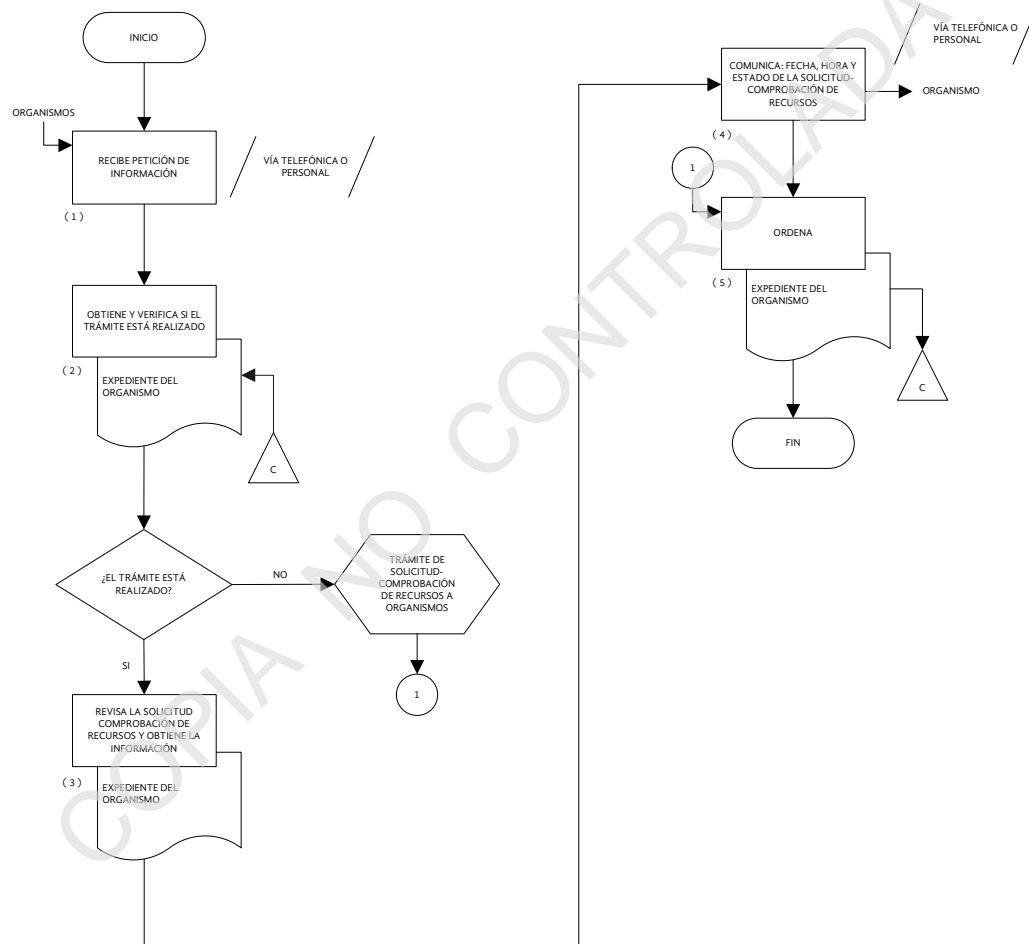 INICIO
ORGANISMOS
RECIBE PETICIÓN DE
INFORMACIÓN
VÍA TELEFÓNICA O
PERSONAL
( 1 )
OBTIENE Y VERIFICA SI EL
TRÁMITE ESTÁ REALIZADO
( 2 )
EXPEDIENTE DEL
ORGANISMO
C
¿EL TRÁMITE ESTÁ
REALIZADO?
NO
TRÁMITE DE
SOLICITUD-
COMPROBACIÓN
DE RECURSOS A
ORGANISMOS
1
SI
REVISA LA SOLICITUD
COMPROBACIÓN DE
RECURSOS Y OBTIENE LA
INFORMACIÓN
( 3 )
EXPEDIENTE DEL
ORGANISMO
VÍA TELEFÓNICA O
PERSONAL
COMUNICA: FECHA, HORA Y
ESTADO DE LA SOLICITUD-
COMPROBACIÓN DE
RECURSOS
ORGANISMO
( 4 )
1
ORDENA
( 5 )
EXPEDIENTE DEL
ORGANISMO
C
FIN
COPIA NO CONTROLADA